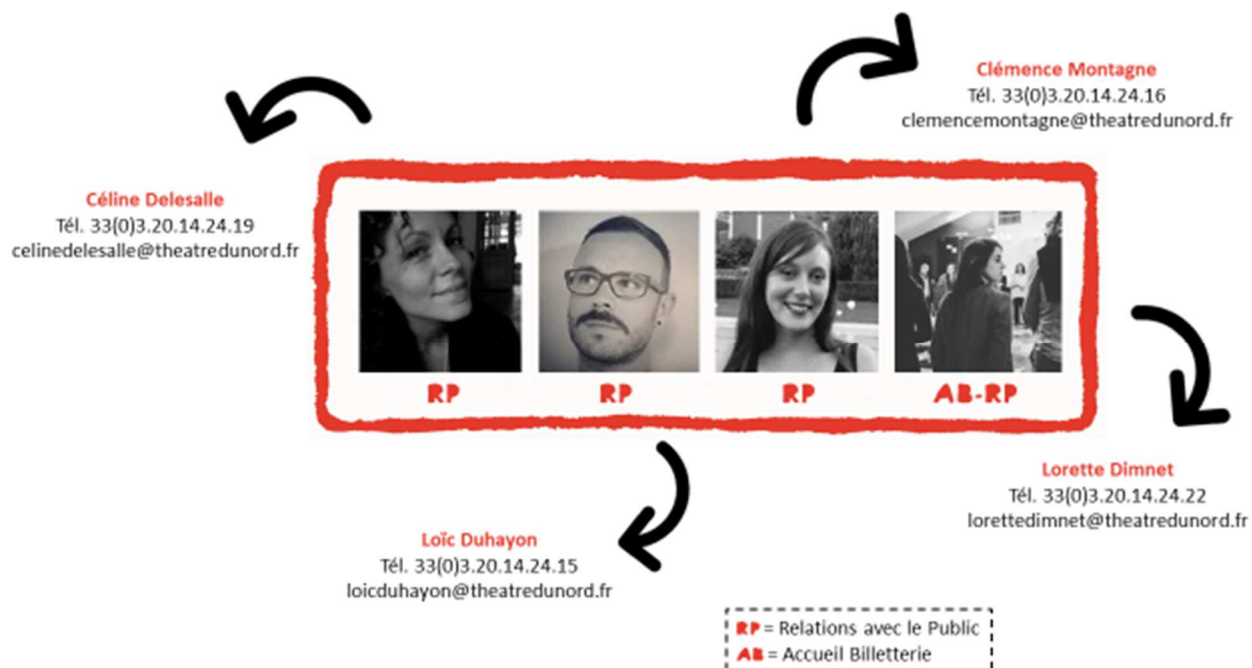 Clémence Montagne
Tél. 33(0)3.20.14.24.16
clemencemontagne@theatredunord.fr
Céline Delesalle
Tél. 33(0)3.20.14.24.19
celinedelesalle@theatredunord.fr
RP RP RP AB-RP
Lorette Dimnet
Tél. 33(0)3.20.14.24.22
lorettedimnet@theatredunord.fr
Loïc Duhayon
Tél. 33(0)3.20.14.24.15
loicduhayon@theatredunord.fr
RP = Relations avec le Public
AB = Accueil Billetterie